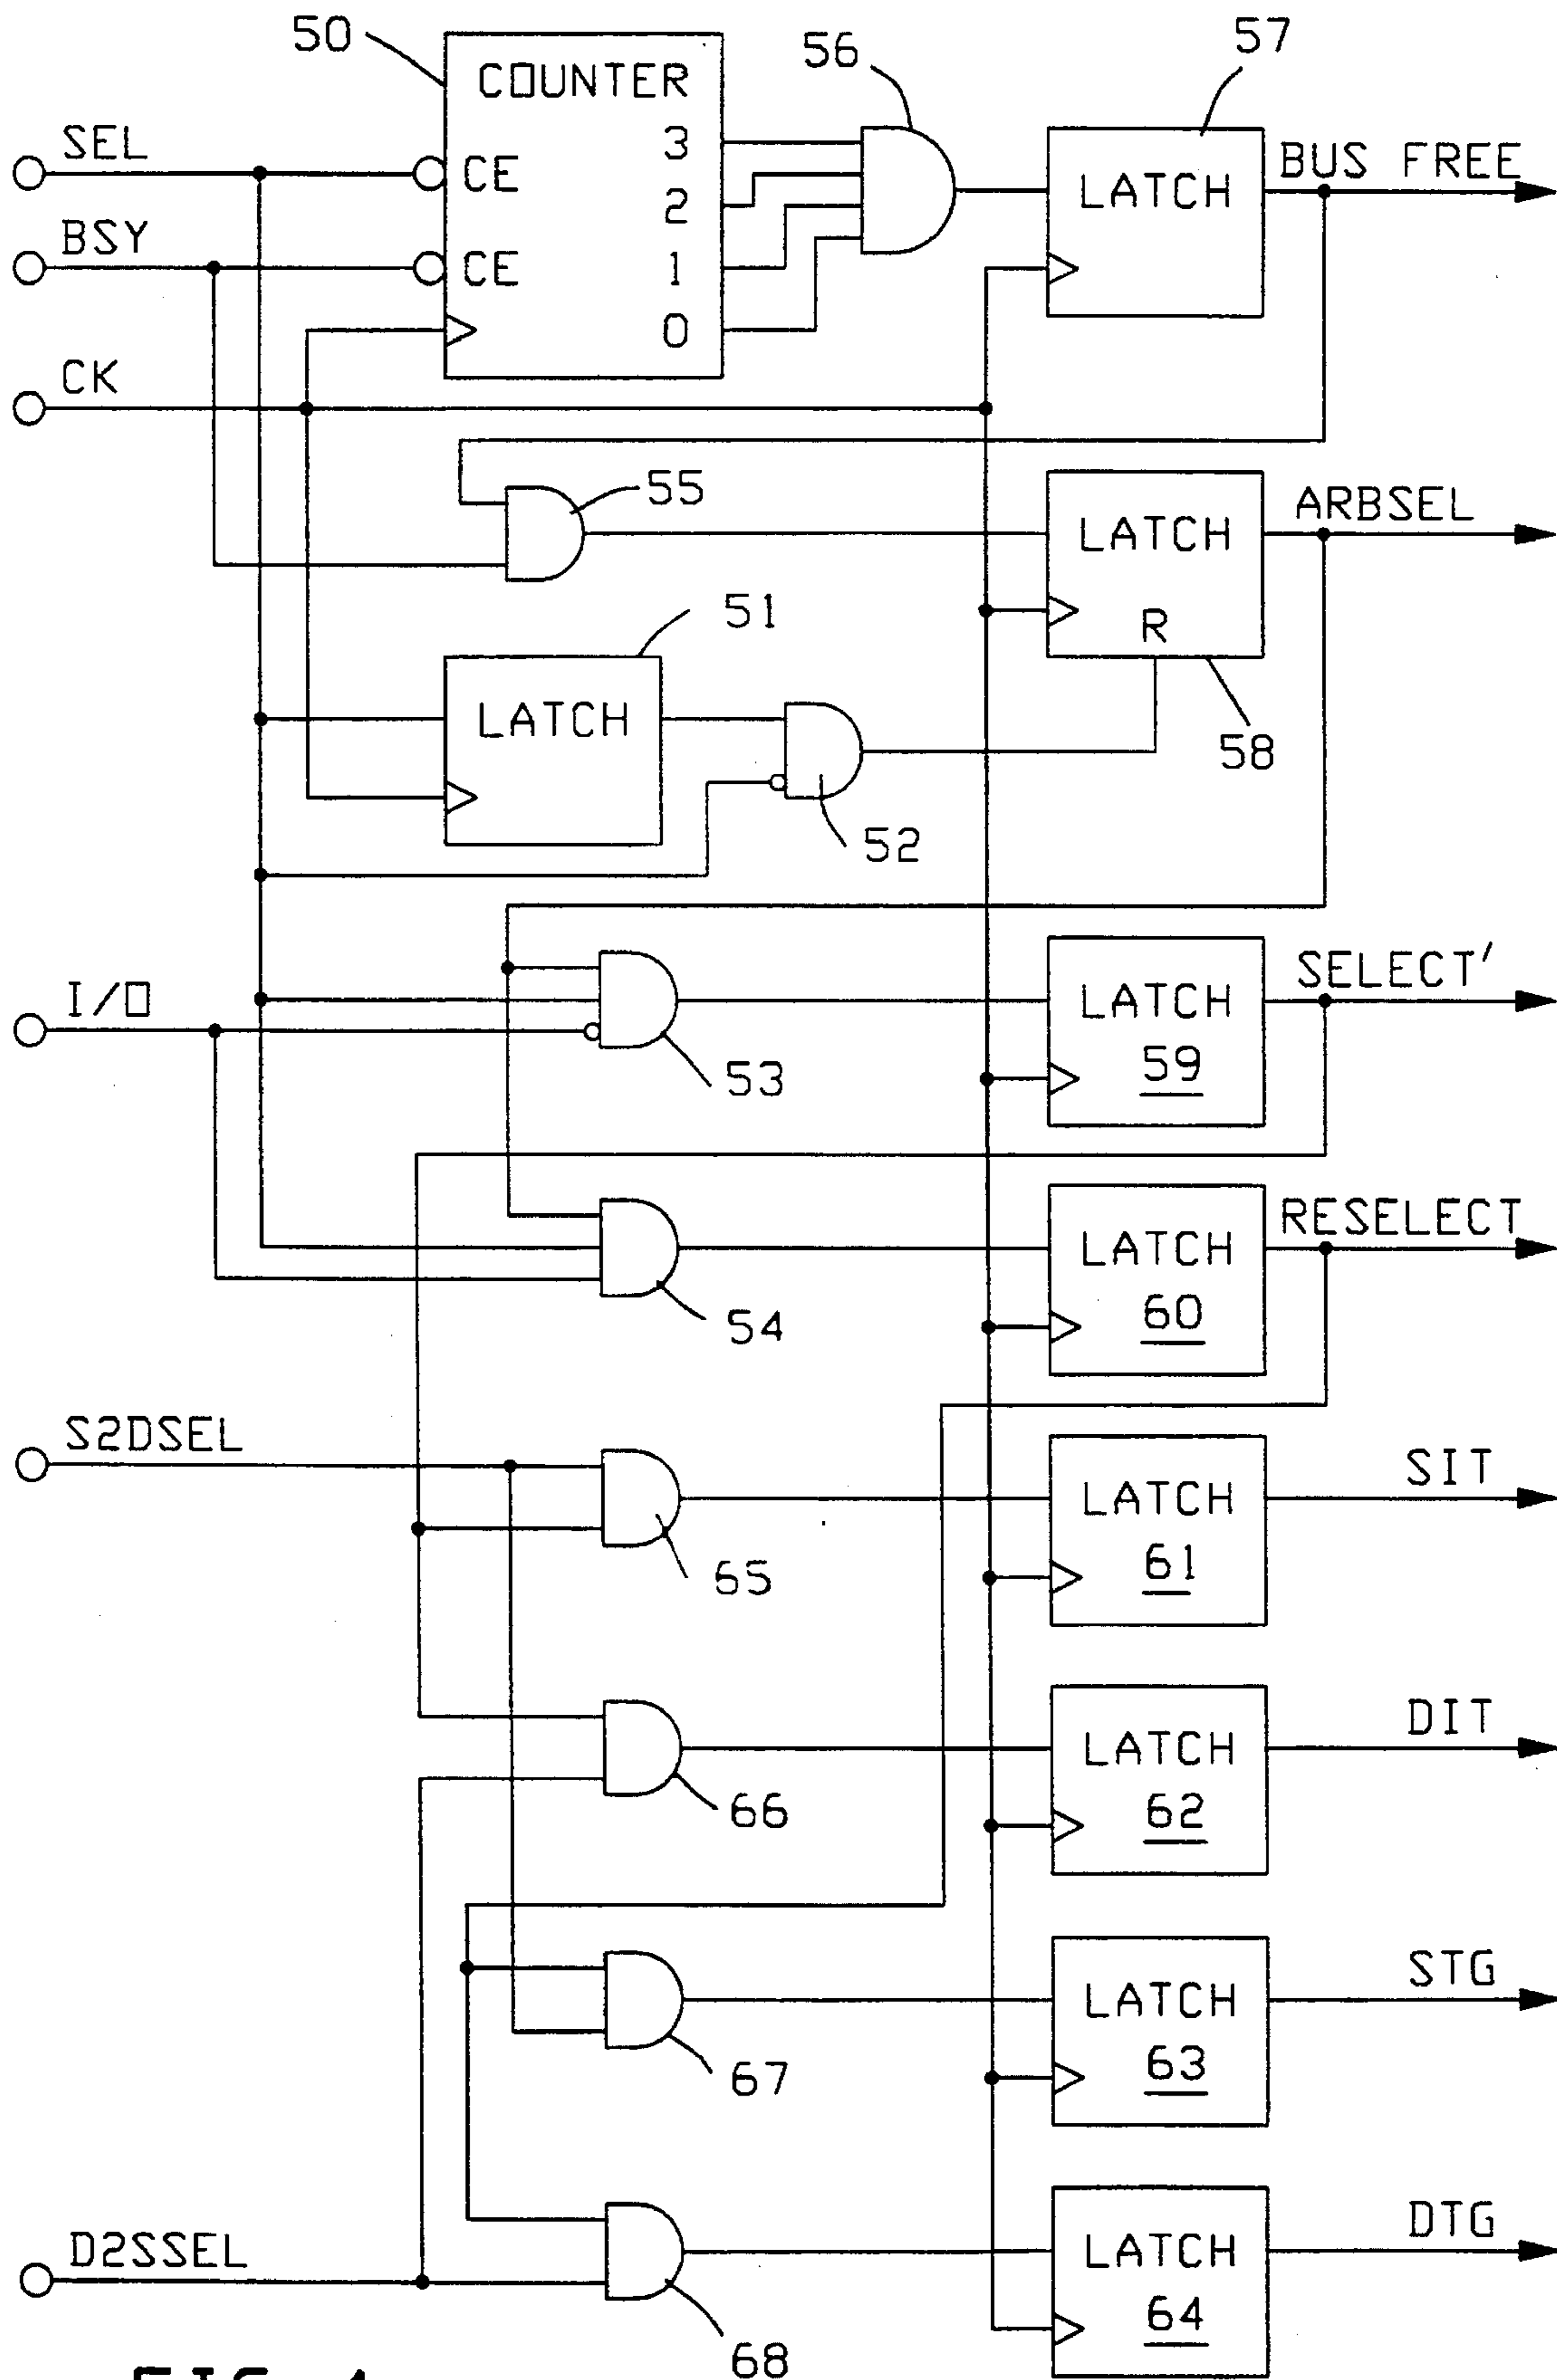 50
COUNTER
56
57
SEL
CE
3
2
BSY
CE
1
0
LATCH
BUS FREE
CK
55
LATCH
R
ARBSEL
51
LATCH
58
52
I/O
53
LATCH
59
SELECT'
54
LATCH
60
RESELECT
S2DSEL
65
LATCH
61
SIT
66
LATCH
62
DIT
67
LATCH
63
STG
D2SSEL
68
LATCH
64
DTG